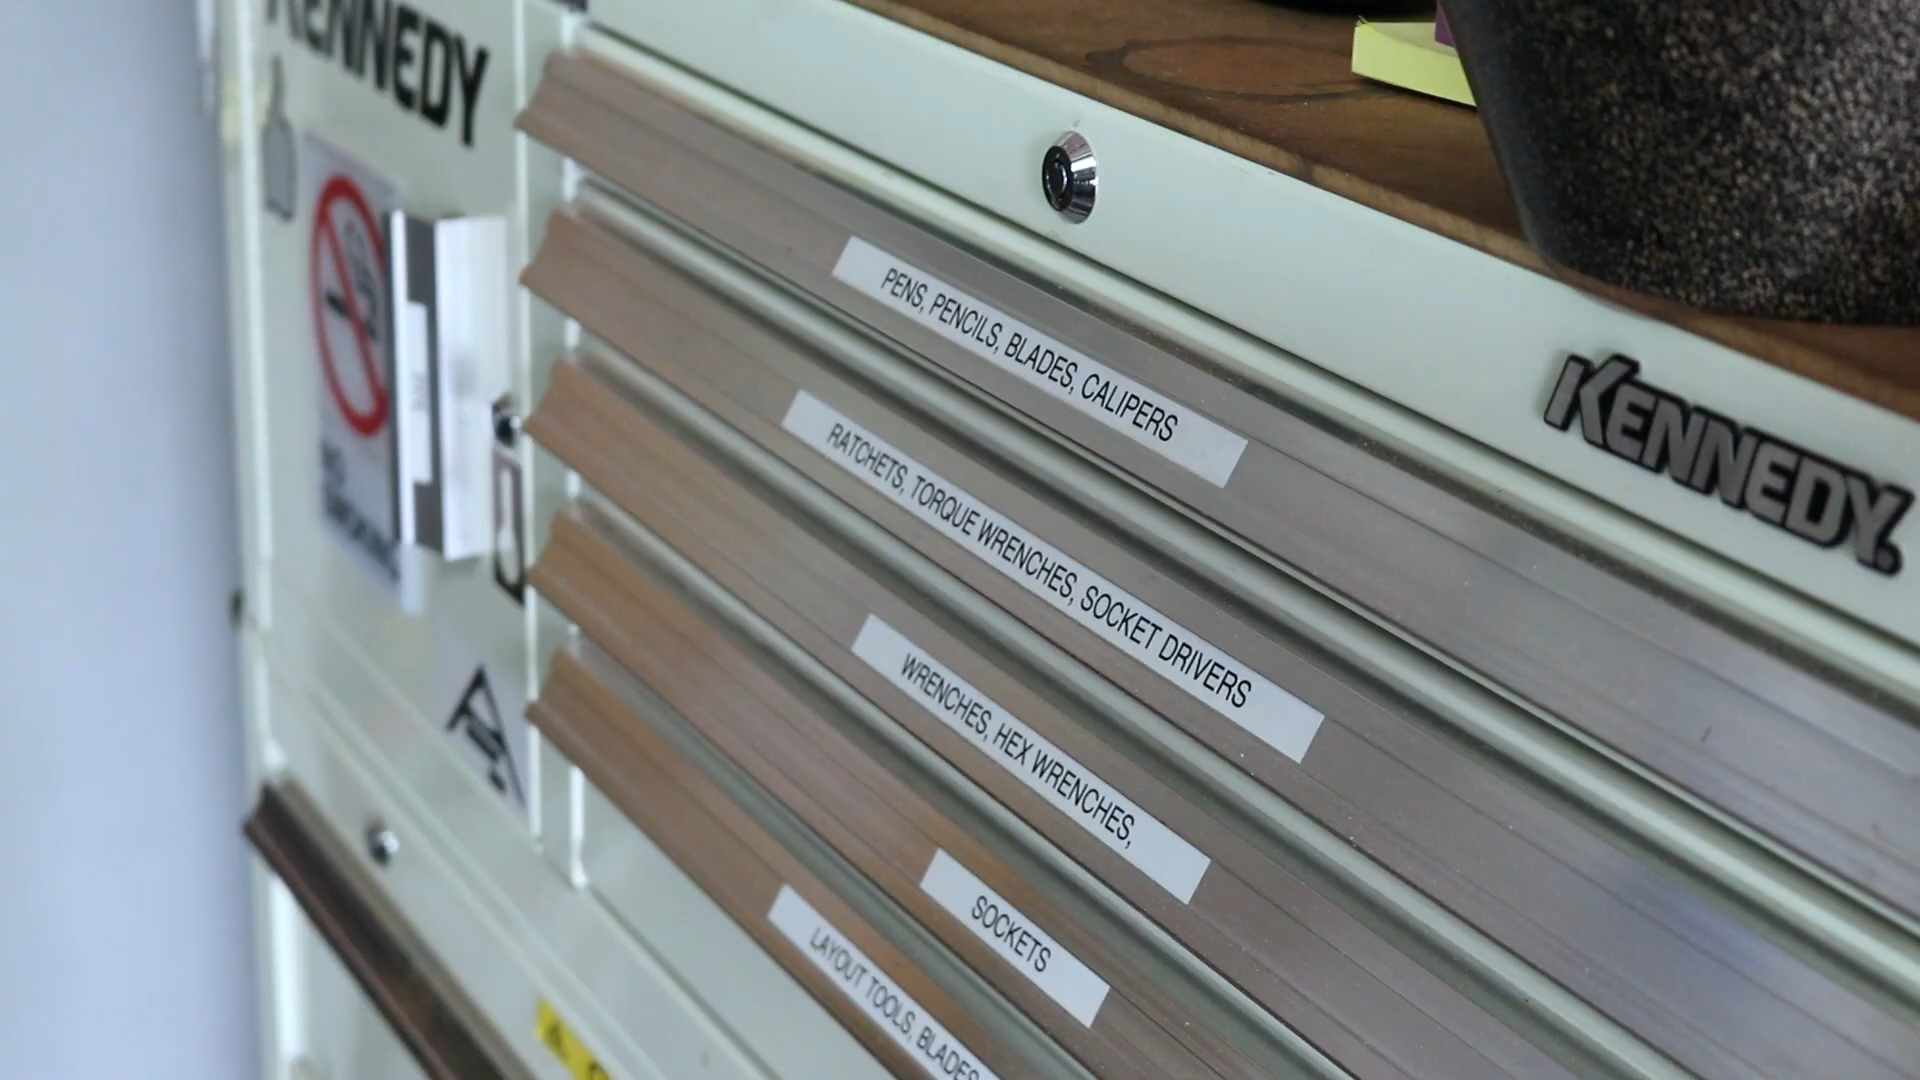 KENNEDY
PENS, PENCILS, BLADES, CALIPERS
RATCHETS, TORQUE WRENCHES, SOCKET DRIVERS
KENNEDY
WRENCHES, HEX WRENCHES,
SOCKETS
LAYOUT TOOLS, BLADES